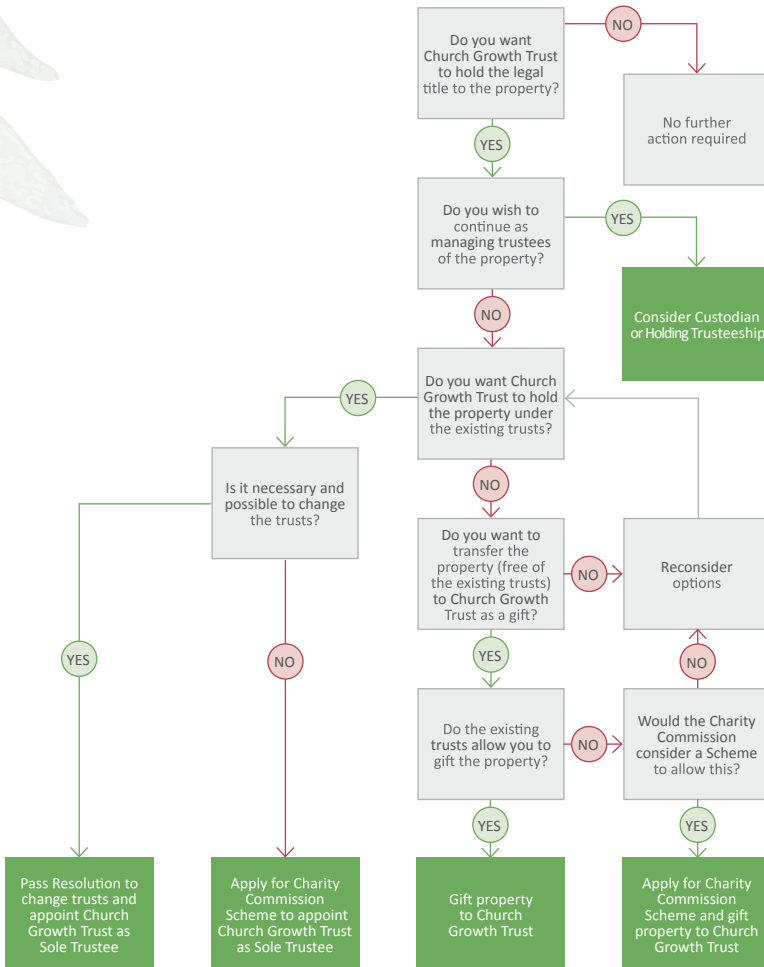 Do you want
Church Growth Trust
to hold the legal
title to the property?
NO
No further
action required
YES
Do you wish to
continue as
managing trustees
of the property?
YES
Consider Custodian
or Holding Trusteeship
NO
Do you want Church
Growth Trust to hold
the property under
the existing trusts?
YES
Is it necessary and
possible to change
the trusts?
NO
Do you want to
transfer the
property (free of
the existing trusts)
to Church Growth
Trust as a gift?
NO
Reconsider
options
YES
NO
YES
NO
Do the existing
trusts allow you to
gift the property?
NO
Would the Charity
Commission
consider a Scheme
to allow this?
YES
YES
Pass Resolution to
change trusts and
appoint Church
Growth Trust as
Sole Trustee
Apply for Charity
Commission
Scheme to appoint
Church Growth Trust
as Sole Trustee
Gift property
to Church
Growth Trust
Apply for Charity
Commission
Scheme and gift
property to Church
Growth Trust